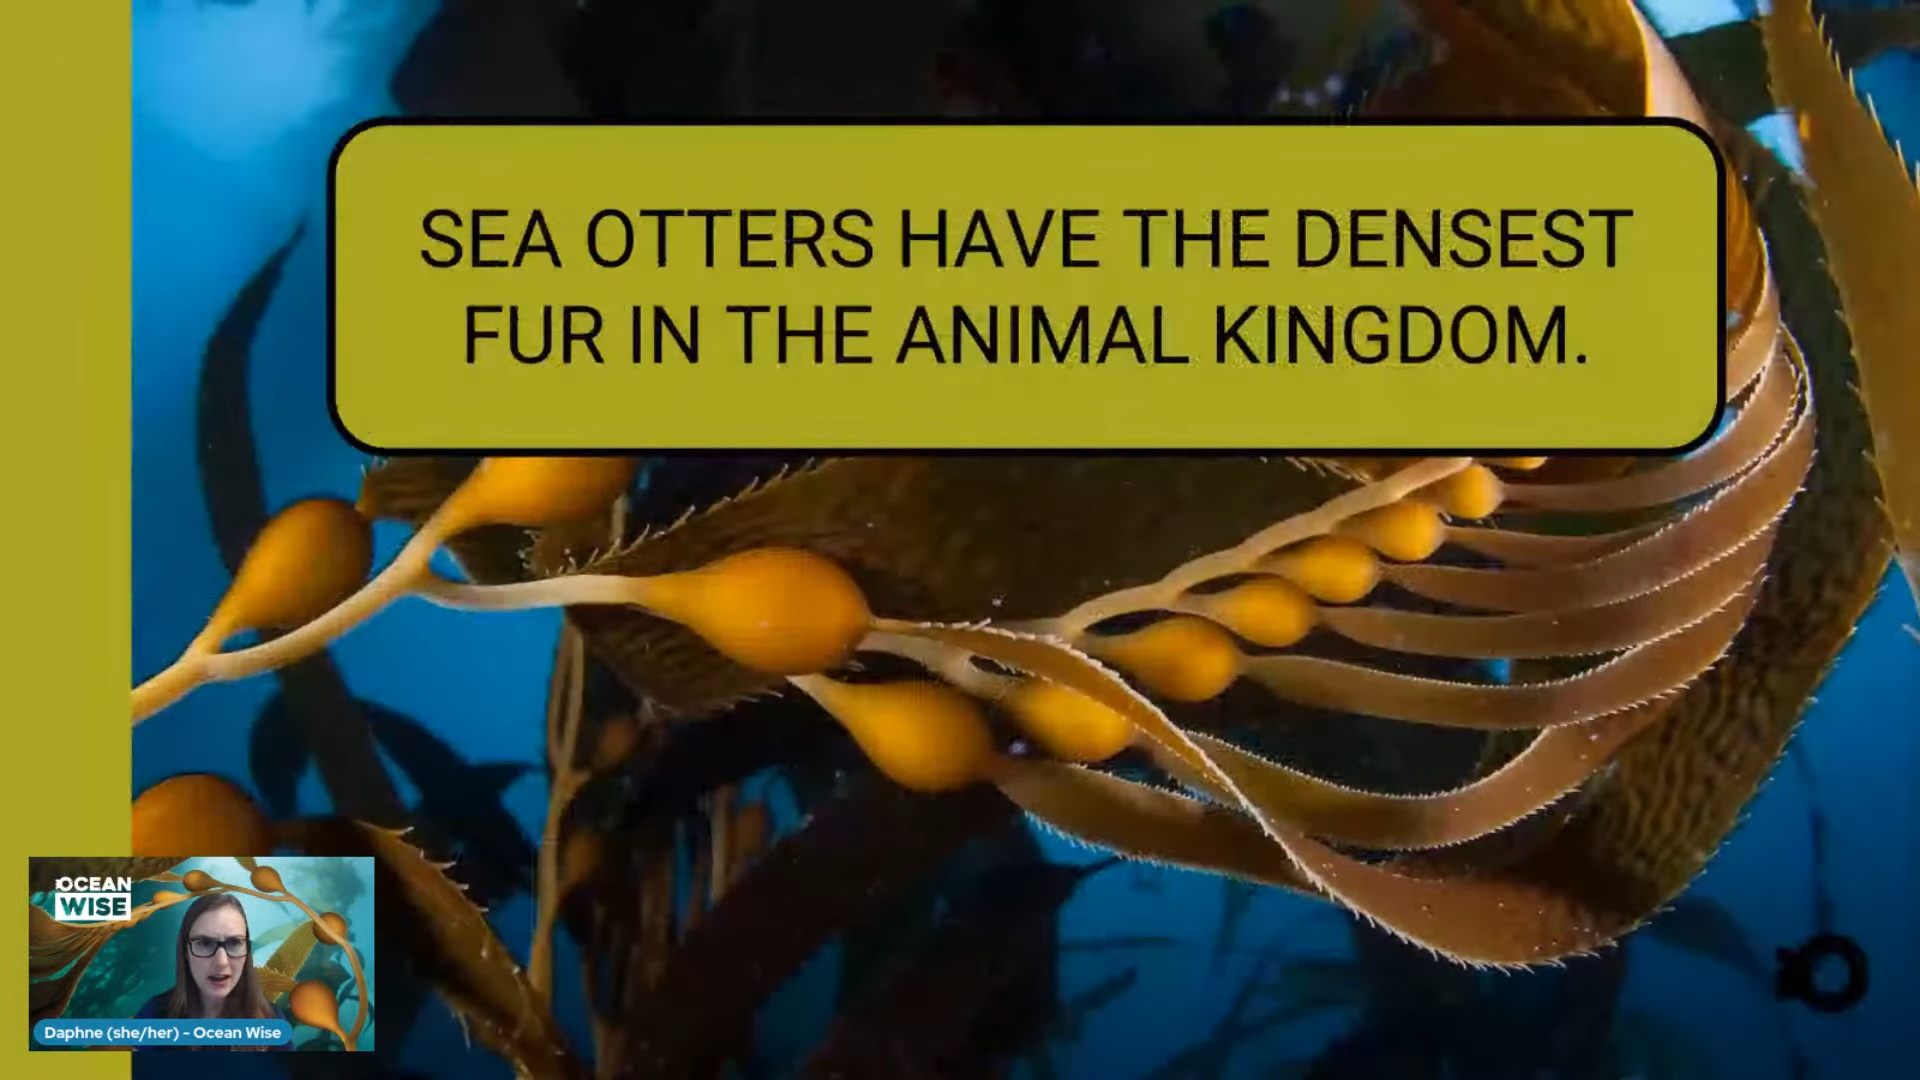 SEA OTTERS HAVE THE DENSEST
FUR IN THE ANIMAL KINGDOM.
OCEAN
WISE
Daphne (she/her) - Ocean Wise